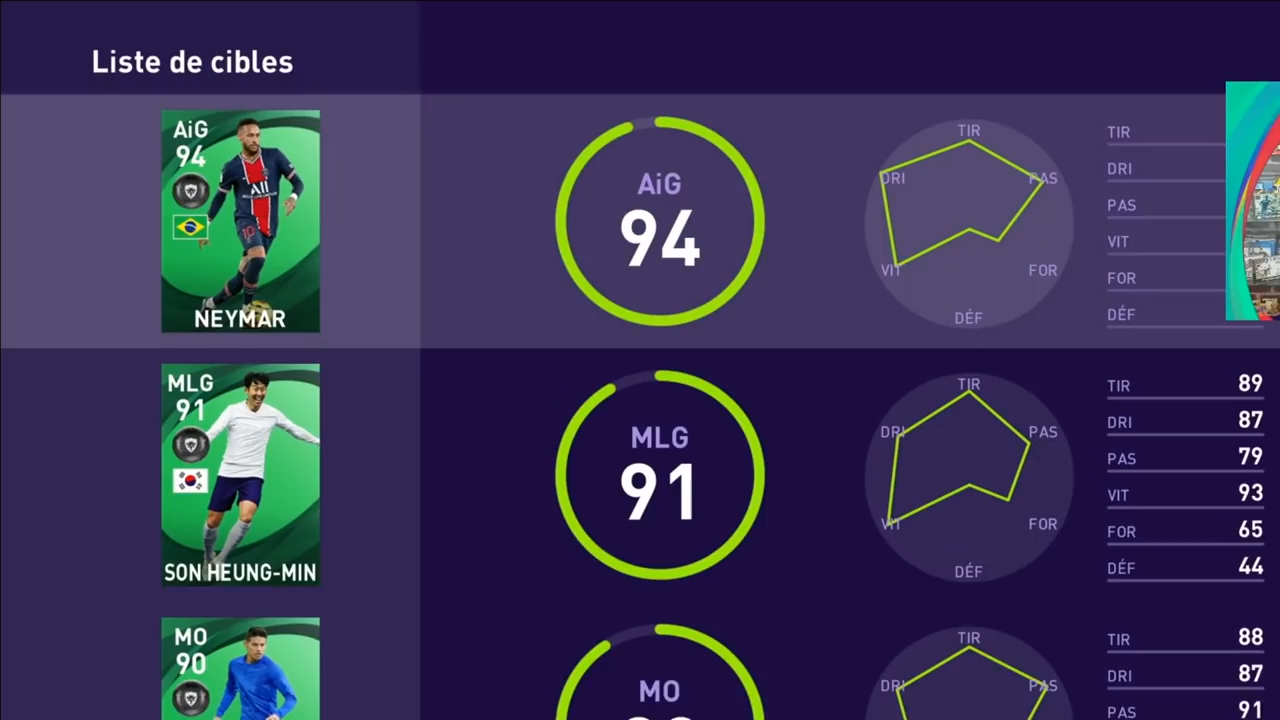 Liste de cibles
AiG
94
NEYMAR
AiG
94
TIR
DRI
PAS
VIT
FOR
DÉF
TIR
DRI
PAS
VIT
FOR
DÉF
MLG
91
SON HEUNG-MIN
MLG
91
TIR
DRI
PAS
VIT
FOR
DÉF
TIR 89
DRI 87
PAS 79
VIT 93
FOR 65
DÉF 44
MO
90
MO
TIR
DRI
PAS
TIR 88
DRI 87
PAS 91